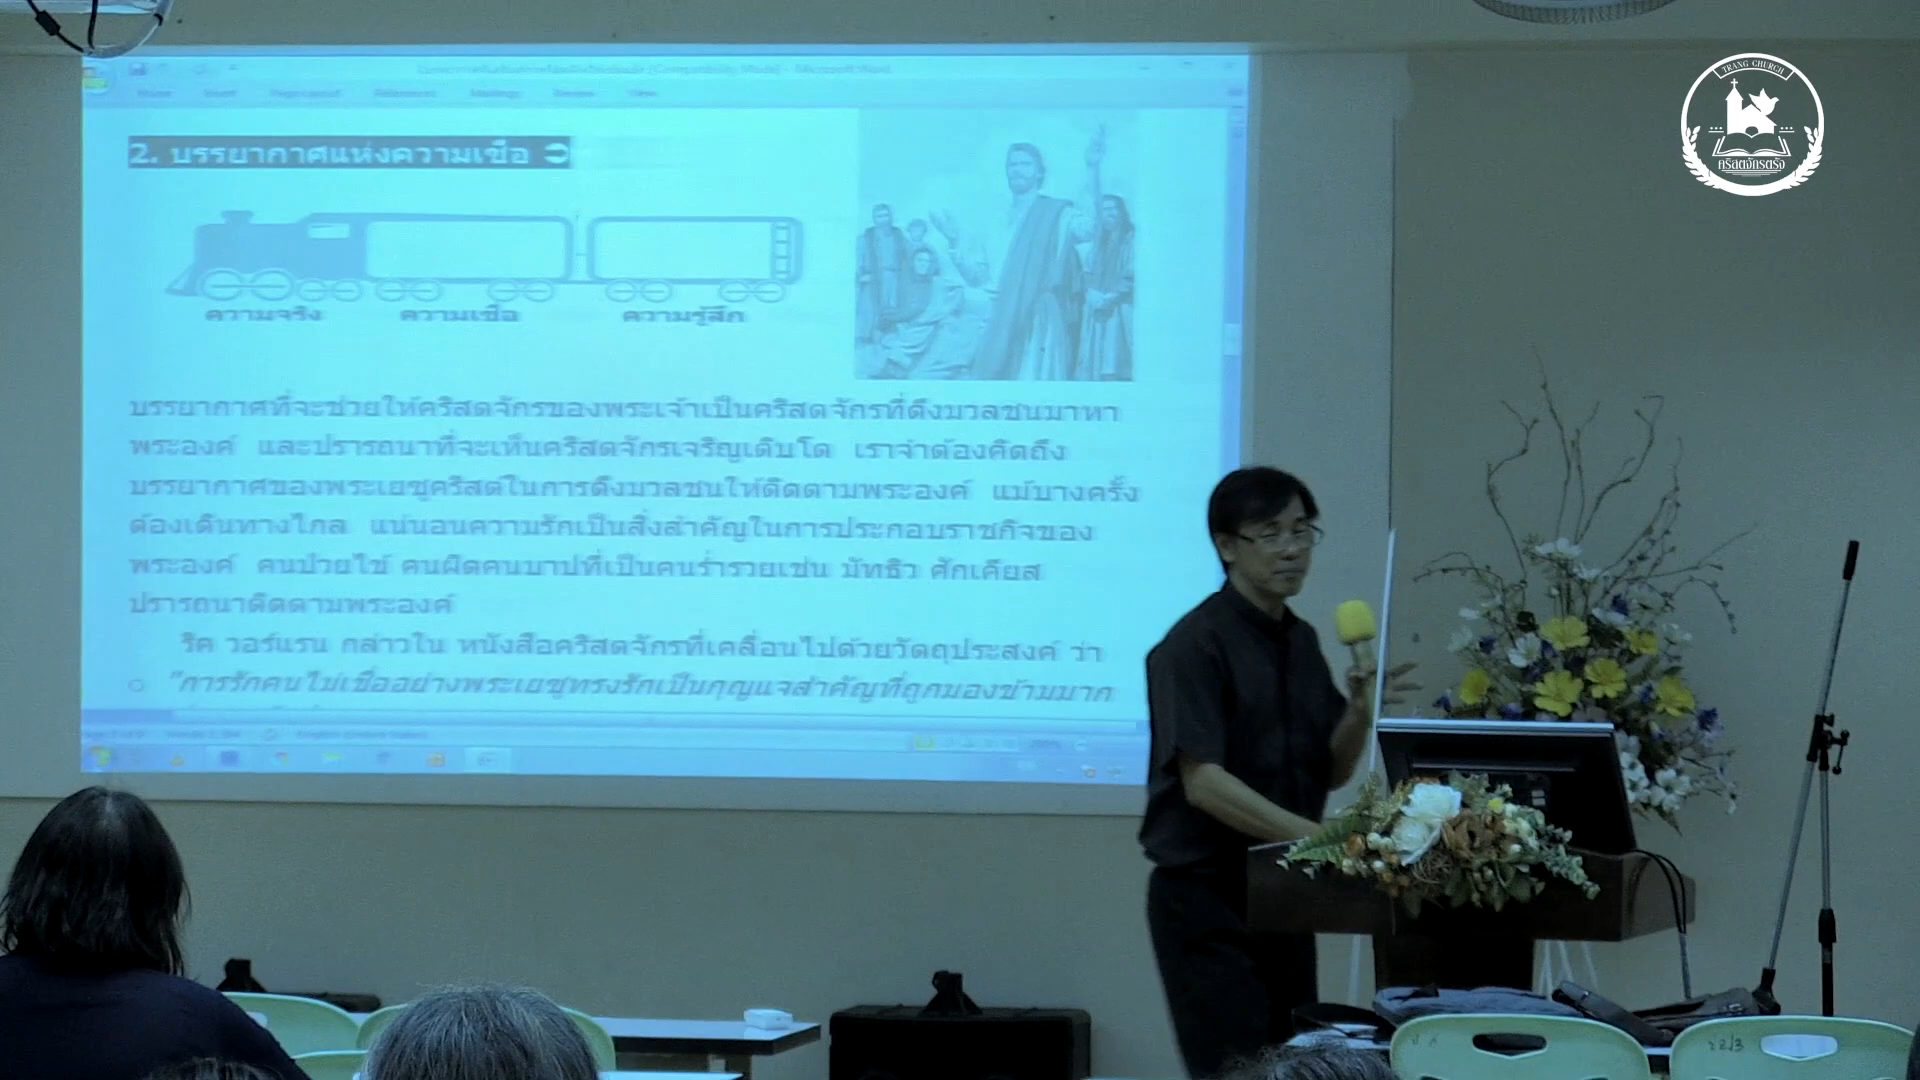 TRANG CHURCH
คริสตจักรตรัง
2. บรรยากาศแห่งความเชื่อ
ความจริง ความเชื่อ ความรู้สึก
บรรยากาศที่จะช่วยให้คริสตจักรของพระเจ้าเป็นคริสตจักรที่ดึงมวลชนมาหา
พระองค์ และปรารถนาที่จะเห็นคริสตจักรเจริญเติบโต เราจำต้องคิดถึง
บรรยากาศของพระเยซูคริสต์ในการดึงมวลชนให้ติดตามพระองค์ แม้บางครั้ง
ต้องเดินทางไกล แน่นอนความรักเป็นสิ่งสำคัญในการประกอบราชกิจของ
พระองค์ คนป่วยไข้ คนผิดคนบาปที่เป็นคนร่ำรวยเช่น มัทธิว ศักเคียส
ปรารถนาติดตามพระองค์
ริค วอร์แรน กล่าวใน หนังสือคริสตจักรที่เคลื่อนไปด้วยวัตถุประสงค์ ว่า
"การรักคนไม่เชื่ออย่างพระเยซูทรงรักเป็นกุญแจสำคัญที่ถูกมองข้ามมาก